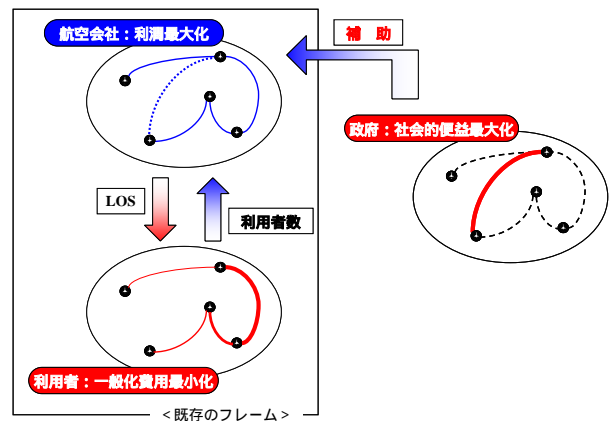 航空会社：利潤最大化
補 助
政府：社会的便益最大化
LOS
利用者数
利用者：一般化費用最小化
<既存のフレーム>